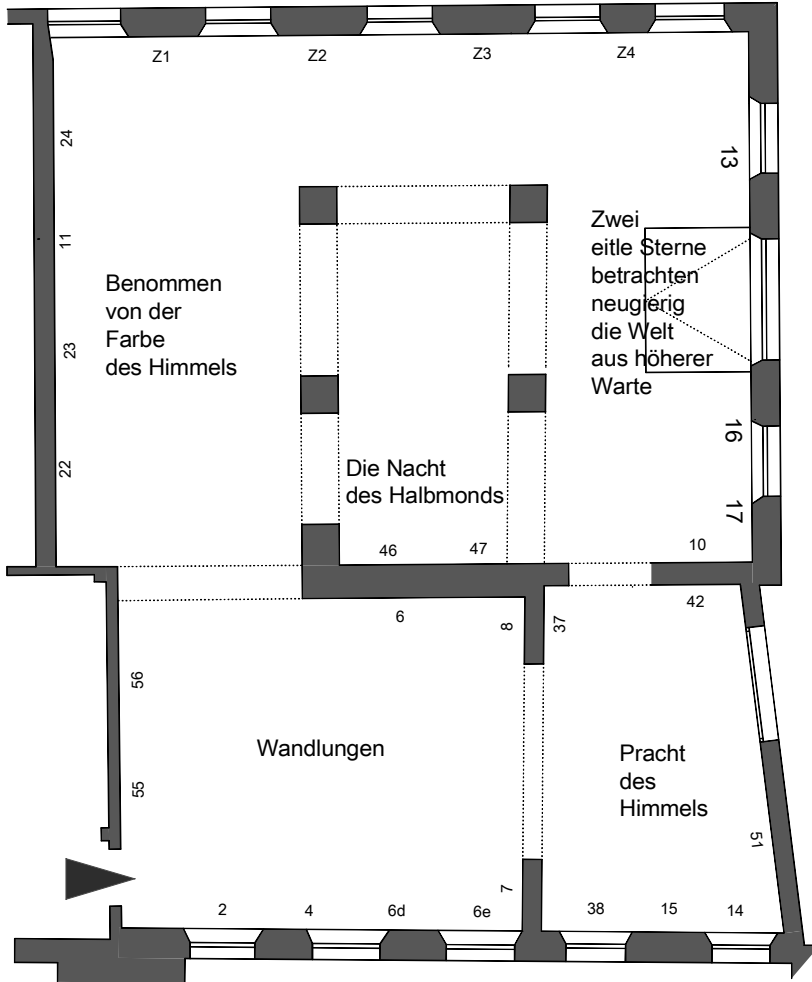 Z1 Z2 Z3 Z4
24
13
11
Zwei
eitle Sterne
betrachten
neugierig
die Welt
aus höherer
Warte
Benommen
von der
Farbe
des Himmels
23
22
16
17
Die Nacht
des Halbmonds
46 47 10
6 8 37 42
56
55
Wandlungen
Pracht
des
Himmels
51
7
2 4 6d 6e 38 15 14